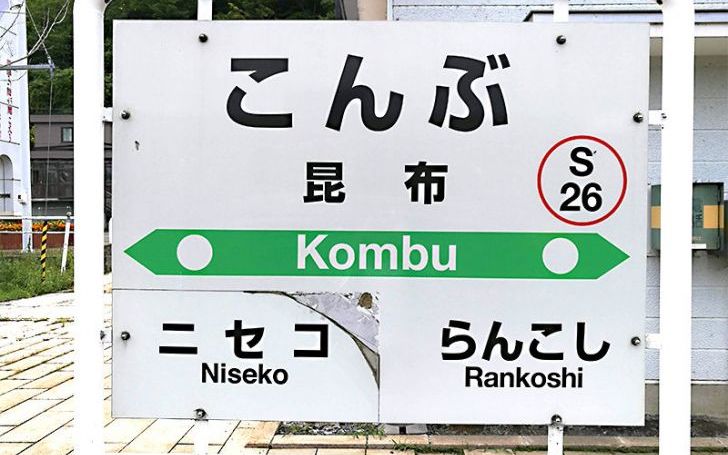 こんぶ
昆布
S
26
Kombu
ニセコ
Niseko
らんこし
Rankoshi